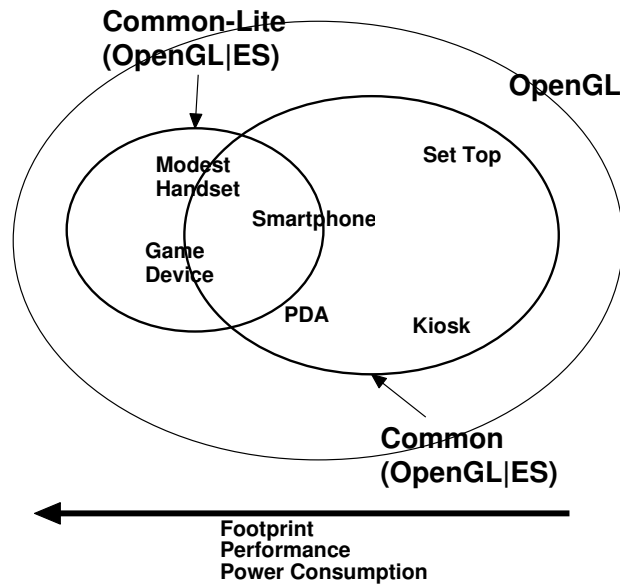 Common-Lite
(OpenGL|ES)
OpenGL
Set Top
Modest
Handset
Smartphone
Game
Device
PDA
Kiosk
Common
(OpenGL|ES)
Footprint
Performance
Power Consumption